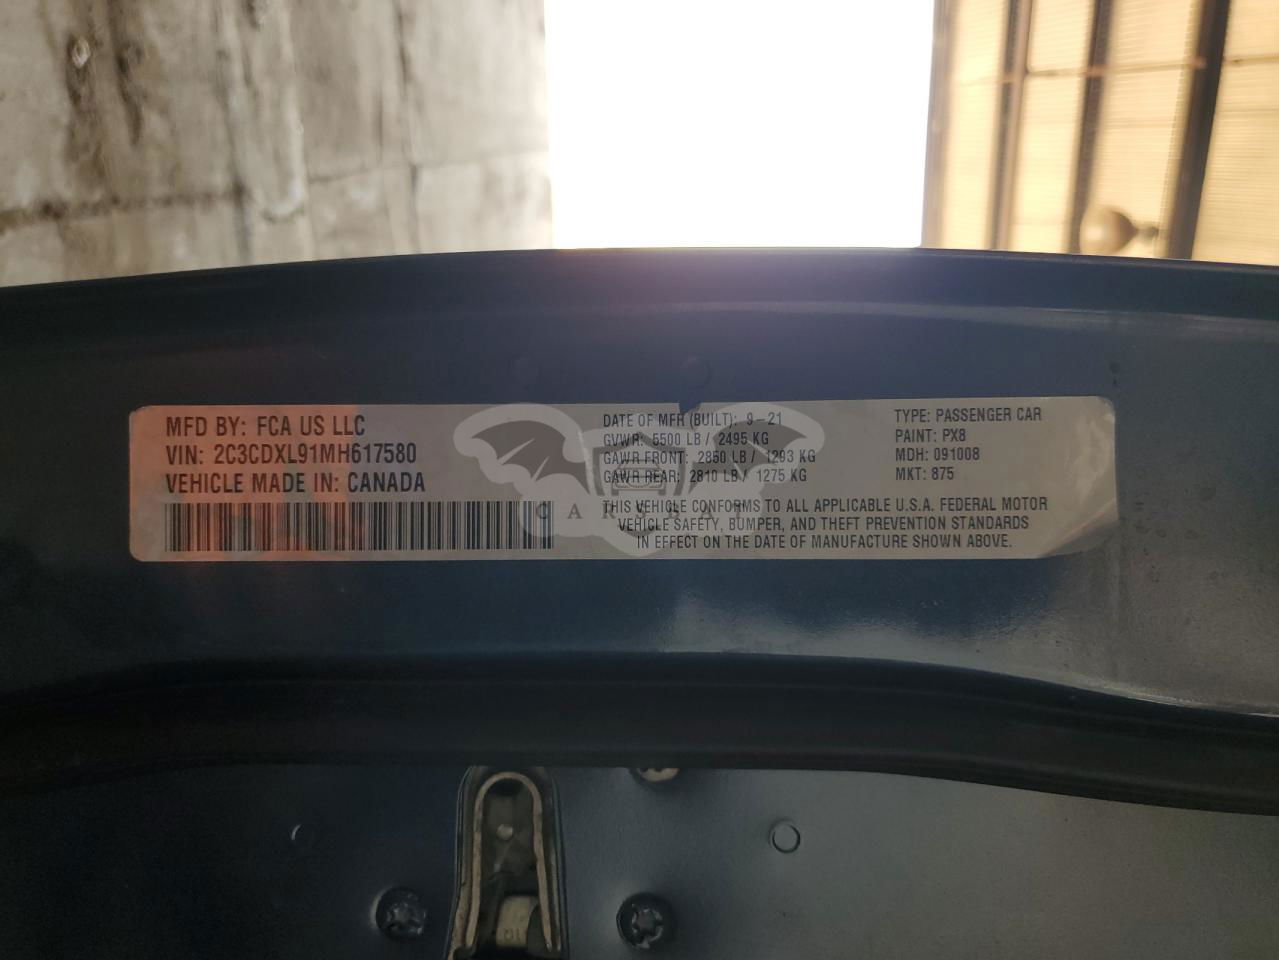 MFD BY: FCA US LLC
VIN: 2C3CDXL91MH617580
VEHICLE MADE IN: CANADA
DATE OF MFR (BUILT): 9-21
GVWR: 6500 LB / 2495 KG
GAWR FRONT: 2850 LB / 1293 KG
GAWR REAR: 2810 LB / 1275 KG
TYPE: PASSENGER CAR
PAINT: PX8
MDH: 091008
MKT: 875
THIS VEHICLE CONFORMS TO ALL APPLICABLE U.S.A. FEDERAL MOTOR
VEHICLE SAFETY, BUMPER, AND THEFT PREVENTION STANDARDS
IN EFFECT ON THE DATE OF MANUFACTURE SHOWN ABOVE.